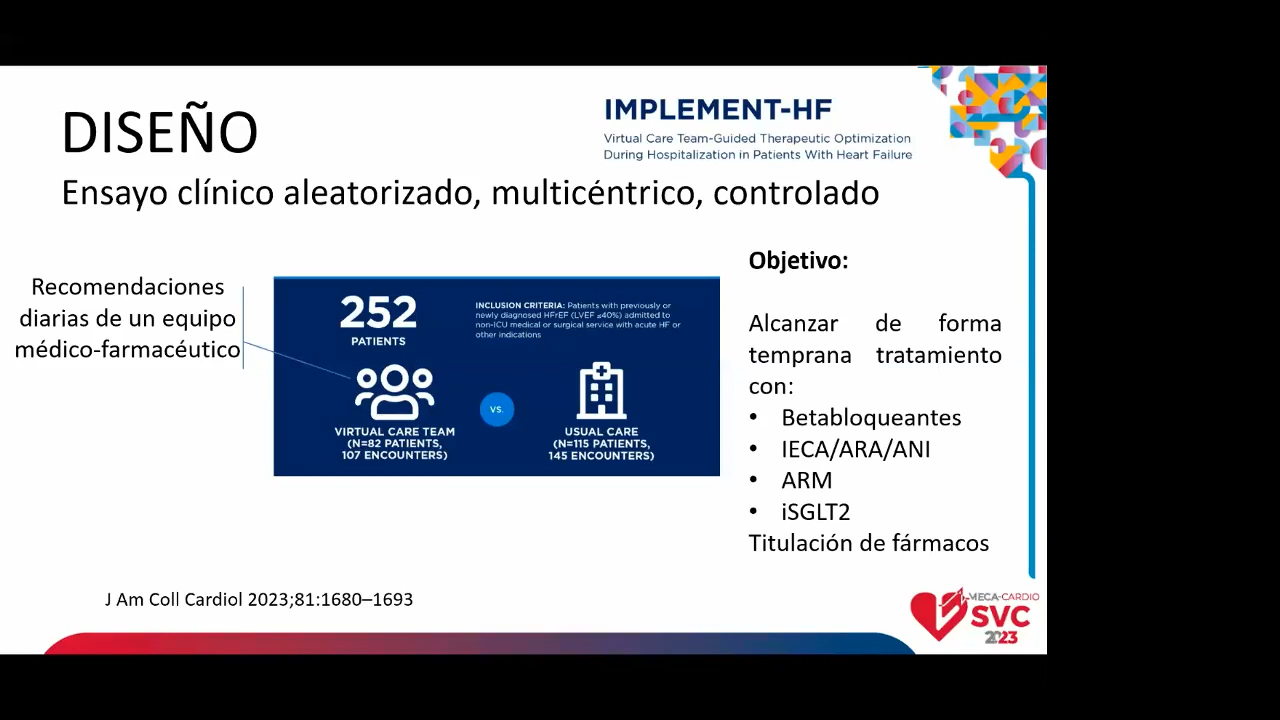 DISEÑO
IMPLEMENT-HF
Virtual Care Team-Guided Therapeutic Optimization
During Hospitalization in Patients With Heart Failure
Ensayo clínico aleatorizado, multicéntrico, controlado
Recomendaciones
diarias de un equipo
médico-farmacéutico
252
PATIENTS
INCLUSION CRITERIA: Patients with previously or
newly diagnosed HFrEF (LVEF ≤40%) admitted to
non-ICU medical or surgical service with acute HF or
other indications
VIRTUAL CARE TEAM
(N=82 PATIENTS,
107 ENCOUNTERS)
VS.
USUAL CARE
(N=115 PATIENTS,
145 ENCOUNTERS)
Objetivo:
Alcanzar de forma
temprana tratamiento
con:
• Betabloqueantes
• IECA/ARA/ANI
• ARM
• iSGLT2
Titulación de fármacos
J Am Coll Cardiol 2023;81:1680–1693
MECA-CARDIO
SVC
2023